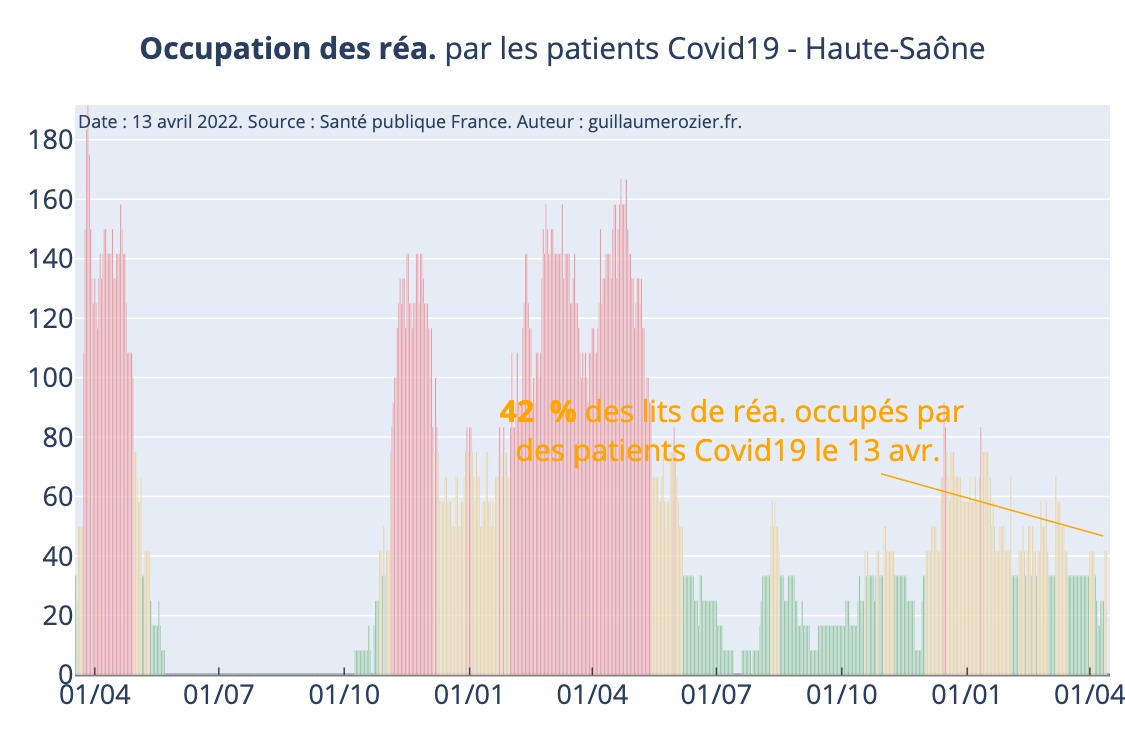 Occupation des réa. par les patients Covid19 - Haute-Saône
Date : 13 avril 2022. Source : Santé publique France. Auteur : guillaumerozier.fr.
180
160
140
120
100
80
60
40
20
0
42 % des lits de réa. occupés par
des patients Covid19 le 13 avr.
01/04 01/07 01/10 01/01 01/04 01/07 01/10 01/01 01/04